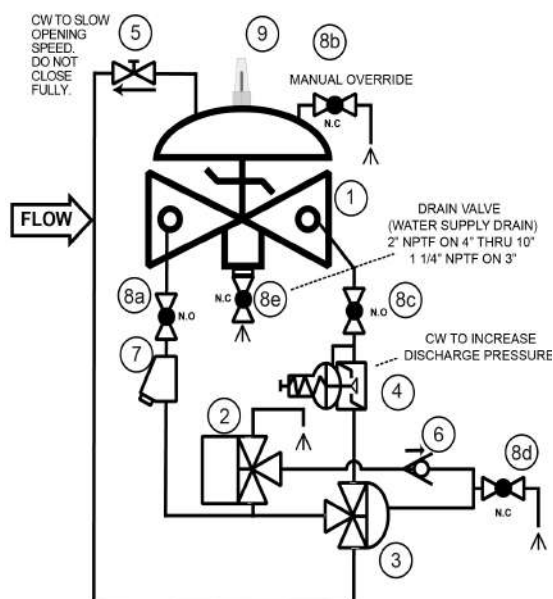 CW TO SLOW
OPENING
SPEED.
DO NOT
CLOSE
FULLY.
5
9
8b
MANUAL OVERRIDE
N.C
1
FLOW
DRAIN VALVE
(WATER SUPPLY DRAIN)
2" NPTF ON 4" THRU 10"
1 1/4" NPTF ON 3"
8a
N.O
N.C
8e
8c
N.O
7
CW TO INCREASE
DISCHARGE PRESSURE
4
2
6
8d
N.C
3